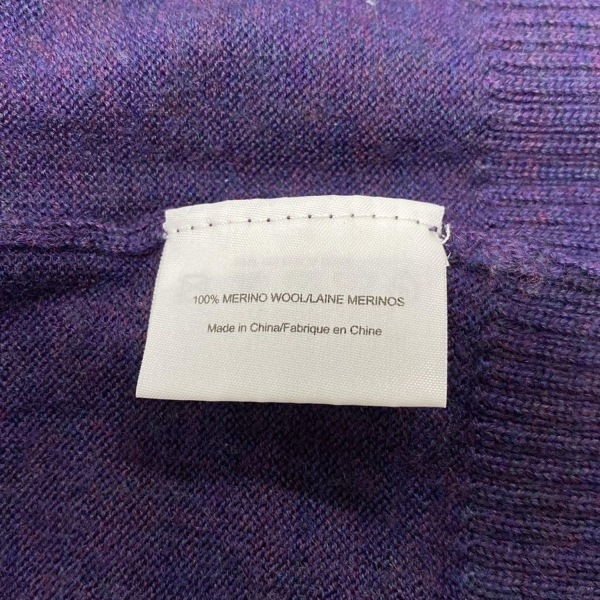 100% MERINO WOOL/LAINE MERINOS
Made in China/Fabrique en Chine